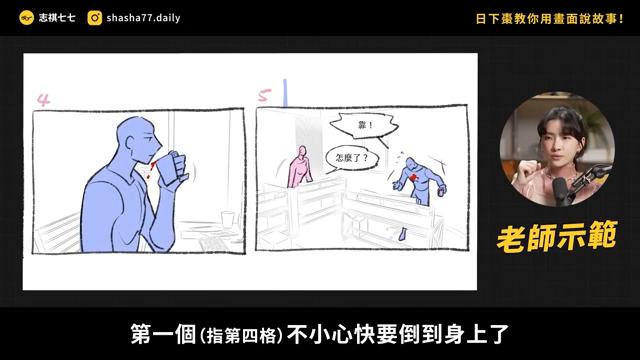 志祺七七
shasha77.daily
日下棗教你用畫面說故事！
4
5
靠！
怎麼了？
老師示範
第一個（指第四格）不小心快要倒到身上了